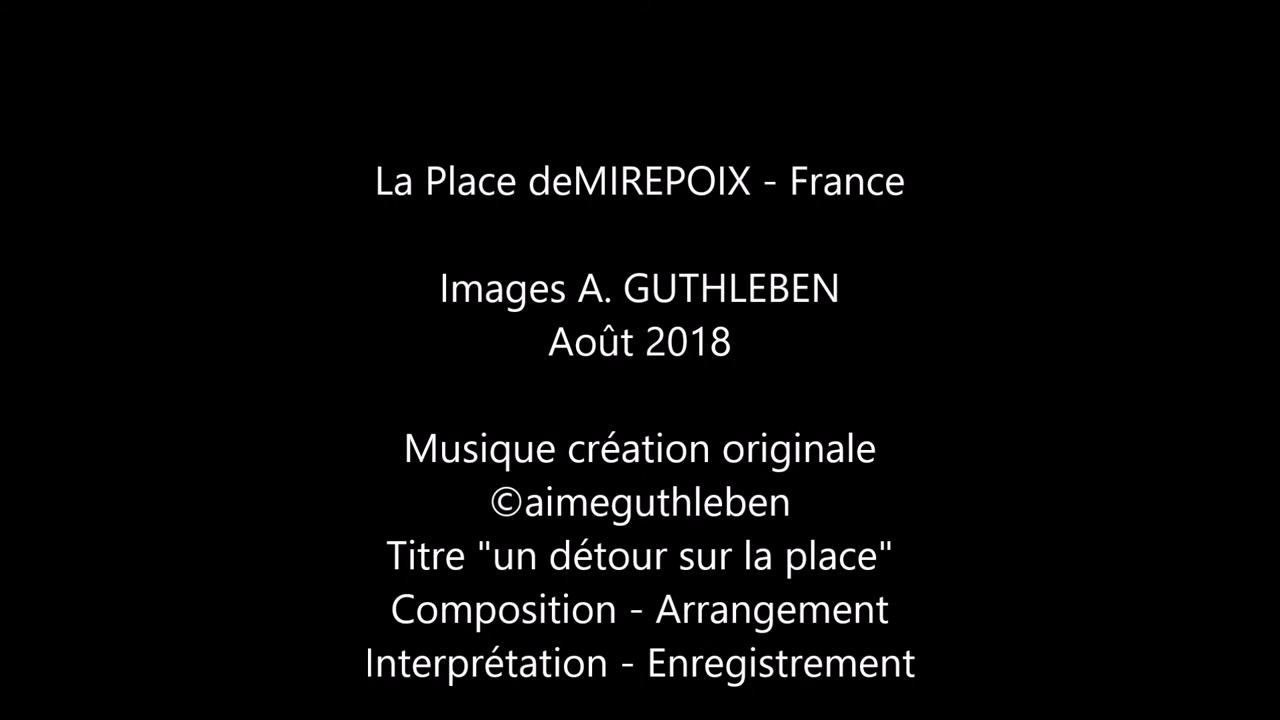 La Place deMIREPOIX - France
Images A. GUTHLEBEN
Août 2018
Musique création originale
©aimeguthleben
Titre "un détour sur la place"
Composition - Arrangement
Interprétation - Enregistrement